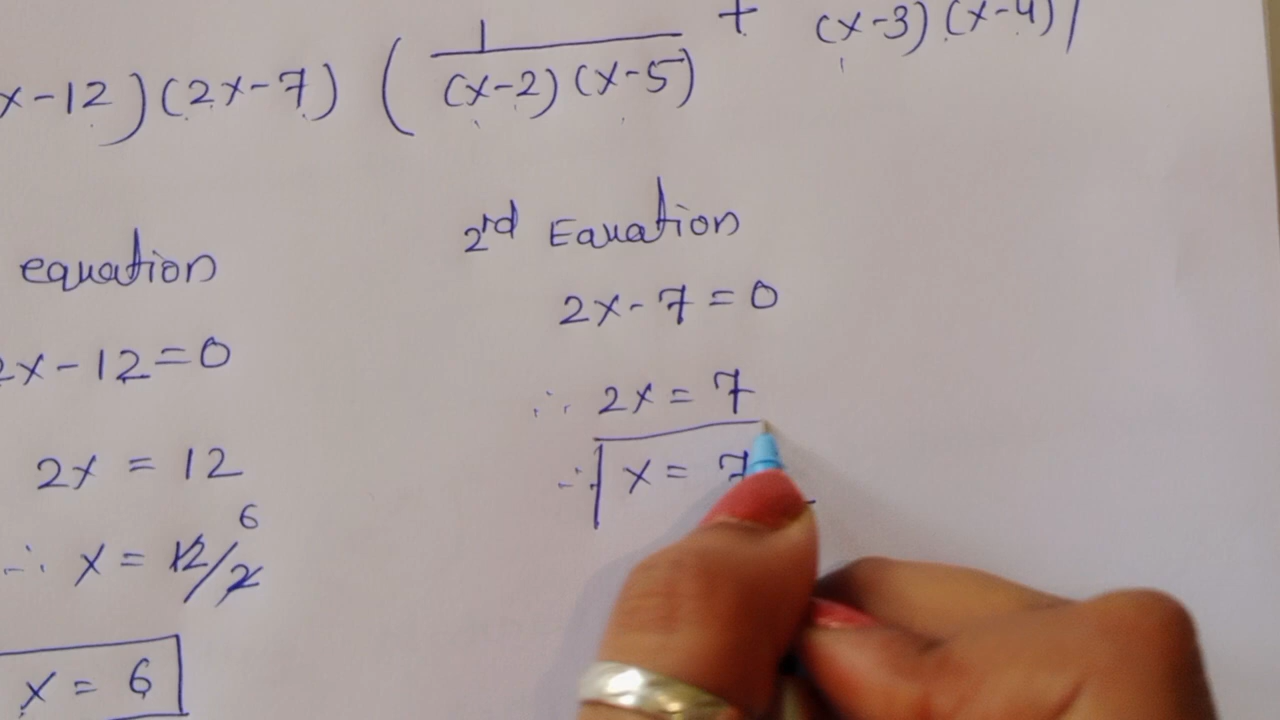 x-12)(2x-7) ( 1/(x-2)(x-5) + (x-3)(x-4)
equation
2x-12=0
2x = 12
∴ x = 12/2 6
x = 6
2rd Equation
2x-7=0
∴ 2x = 7
∴ x = 7